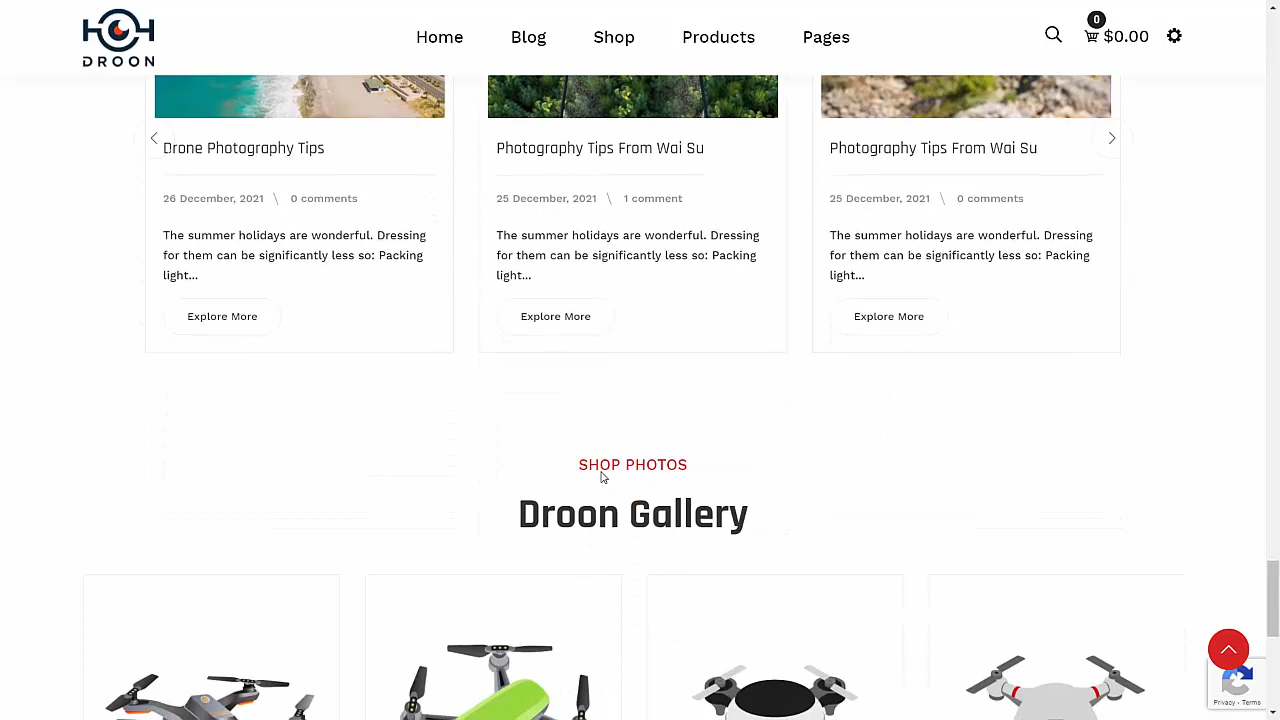 DROON
Home Blog Shop Products Pages
0
$0.00
Drone Photography Tips
26 December, 2021 \ 0 comments
The summer holidays are wonderful. Dressing
for them can be significantly less so: Packing
light...
Explore More
Photography Tips From Wai Su
25 December, 2021 \ 1 comment
The summer holidays are wonderful. Dressing
for them can be significantly less so: Packing
light...
Explore More
Photography Tips From Wai Su
25 December, 2021 \ 0 comments
The summer holidays are wonderful. Dressing
for them can be significantly less so: Packing
light...
Explore More
SHOP PHOTOS
Droon Gallery
Privacy - Terms